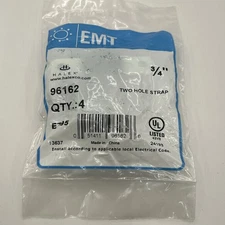 EMT
HALEX
3/4"
96162
TWO HOLE STRAP
QTY.: 4
UL
LISTED
Made in China
Install according to applicable local Electrical Code